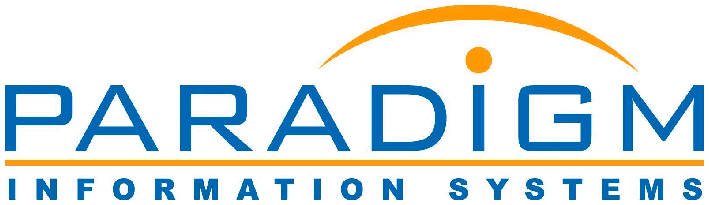 PARADiGM
INFORMATION SYSTEMS